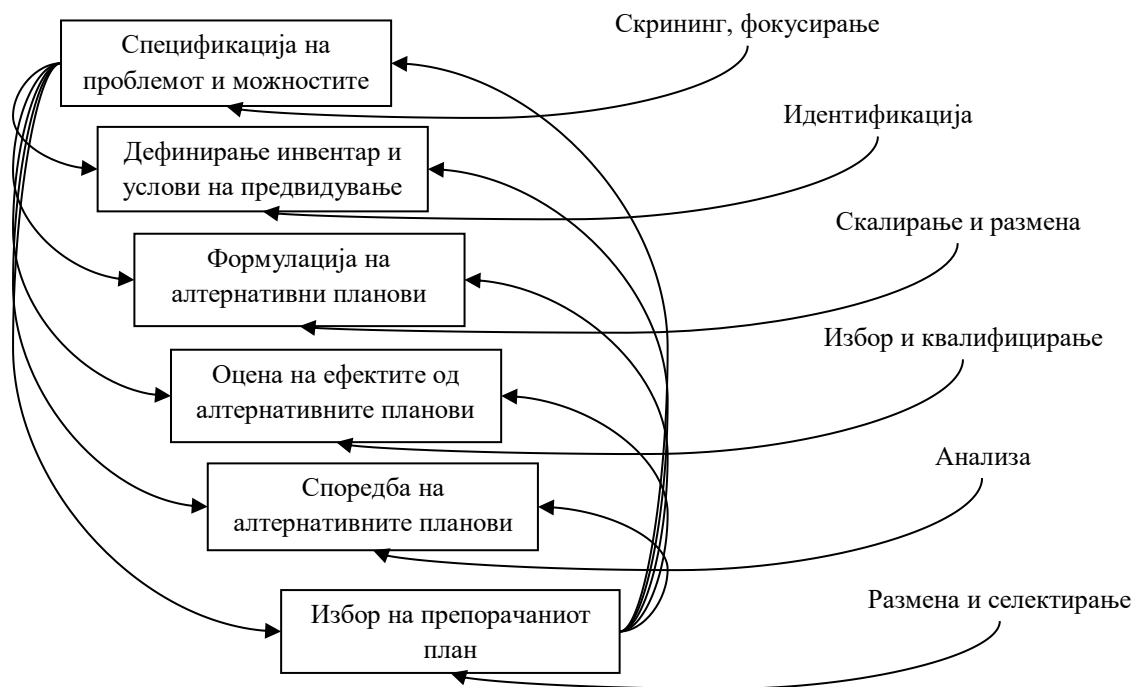 Скрининг, фокусирање
Спецификација на
проблемот и можностите
Идентификација
Дефинирање инвентар и
услови на предвидување
Скалирање и размена
Формулација на
алтернативни планови
Избор и квалифицирање
Оцена на ефектите од
алтернативните планови
Анализа
Споредба на
алтернативните планови
Размена и селектирање
Избор на препорачаниот
план